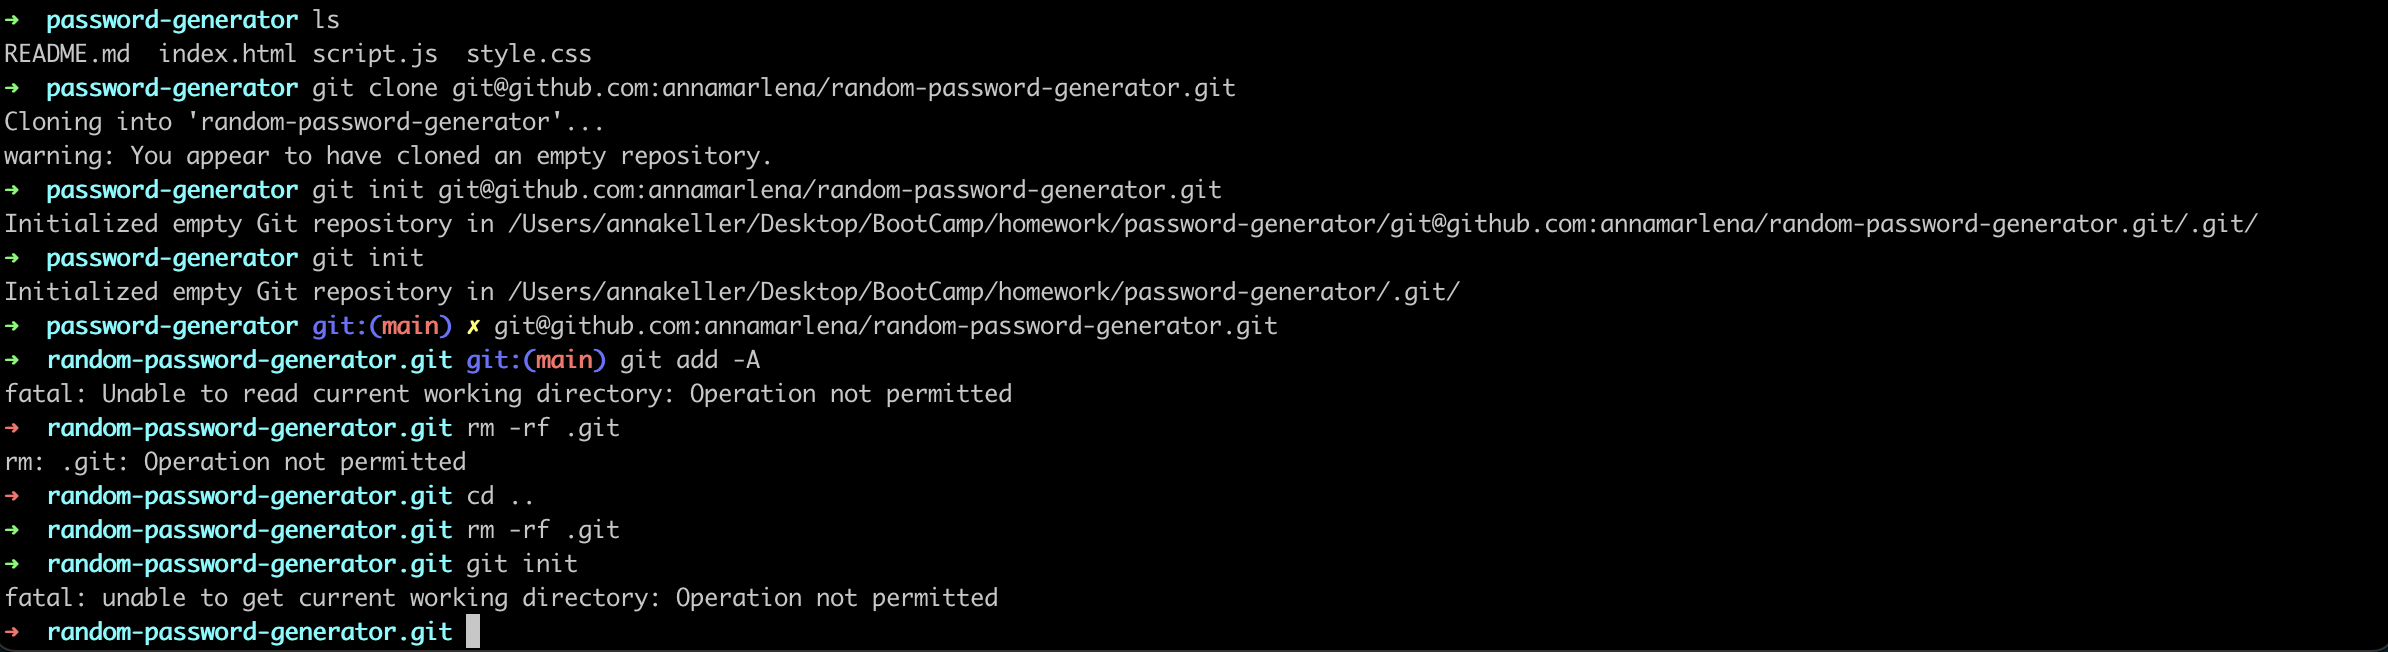 ➜  password-generator ls
README.md  index.html script.js  style.css
➜  password-generator git clone git@github.com:annamarlena/random-password-generator.git
Cloning into 'random-password-generator'...
warning: You appear to have cloned an empty repository.
➜  password-generator git init git@github.com:annamarlena/random-password-generator.git
Initialized empty Git repository in /Users/annakeller/Desktop/BootCamp/homework/password-generator/git@github.com:annamarlena/random-password-generator.git/.git/
➜  password-generator git init
Initialized empty Git repository in /Users/annakeller/Desktop/BootCamp/homework/password-generator/.git/
➜  password-generator git:(main) ✗ git@github.com:annamarlena/random-password-generator.git
➜  random-password-generator.git git:(main) git add -A
fatal: Unable to read current working directory: Operation not permitted
➜  random-password-generator.git rm -rf .git
rm: .git: Operation not permitted
➜  random-password-generator.git cd ..
➜  random-password-generator.git rm -rf .git
➜  random-password-generator.git git init
fatal: unable to get current working directory: Operation not permitted
➜  random-password-generator.git